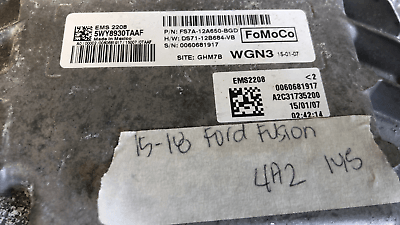 EMS 2208
5WY8930TAAF
Made in Mexico
P/N: FS7A-12A650-BGD
H/W: DS71-12B684-VB
S/N: 0060681917
FoMoCo
SITE: GHM7B
WGN3
15-01-07
EMS2208
<2
0060681917
A2C31735200
15/01/07
02:42:14
15-18 Ford Fusion
4A2 145